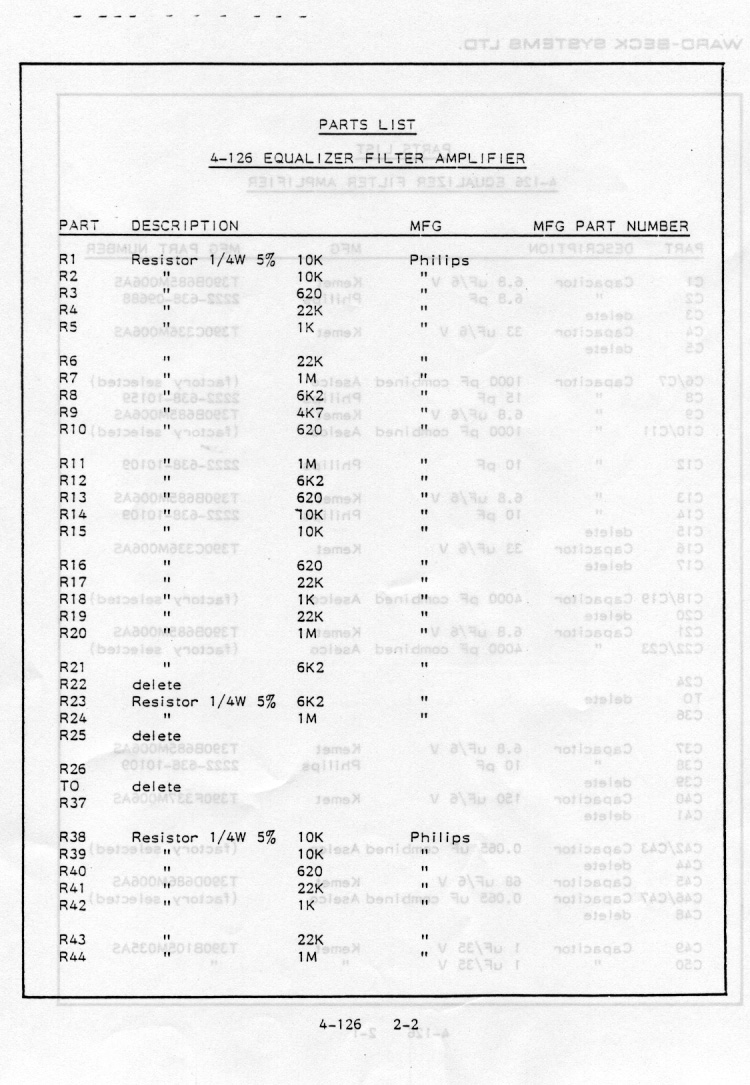 PARTS LIST
4-126 EQUALIZER FILTER AMPLIFIER
PART DESCRIPTION MFG MFG PART NUMBER
R1 Resistor 1/4W 5% 10K Philips
R2 " 10K "
R3 " 620 "
R4 " 22K "
R5 " 1K "
R6 " 22K "
R7 " 1M "
R8 " 6K2 "
R9 " 4K7 "
R10 " 620 "
R11 " 1M "
R12 " 6K2 "
R13 " 620 "
R14 " 10K "
R15 " 10K "
R16 " 620 "
R17 " 22K "
R18 " 1K "
R19 " 22K "
R20 " 1M "
R21 " 6K2 "
R22 delete
R23 Resistor 1/4W 5% 6K2 "
R24 " 1M "
R25 delete
R26
TO delete
R37
R38 Resistor 1/4W 5% 10K Philips
R39 " 10K "
R40 " 620 "
R41 " 22K "
R42 " 1K "
R43 " 22K "
R44 " 1M "
4-126 2-2